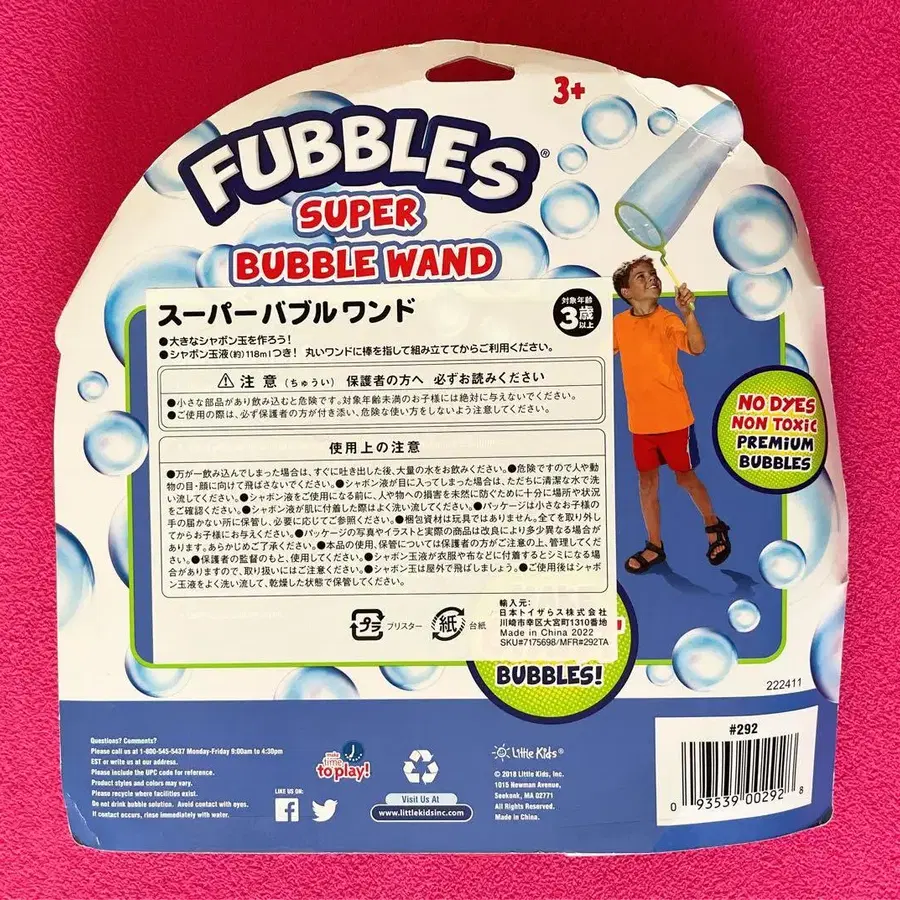 3+
FUBBLES®
SUPER
BUBBLE WAND
スーパーバブルワンド
対象年齢
3歳
以上
●大きなシャボン玉を作ろう！
●シャボン玉液(約)118mlつき！ 丸いワンドに棒を指して組み立ててからご利用ください。
⚠ 注意（ちゅうい） 保護者の方へ 必ずお読みください
●小さな部品があり飲み込むと危険です。対象年齢未満のお子様には絶対に与えないでください。
●ご使用の際は、必ず保護者の方が付き添い、危険な使い方をしないよう注意してください。
使用上の注意
●万が一飲み込んでしまった場合は、すぐに吐き出した後、大量の水をお飲みください。●危険ですので人や動
物の目・顔に向けて飛ばさないでください。●シャボン液が目に入ってしまった場合は、ただちに清潔な水で洗
い流してください。●シャボン液をご使用になる前に、人や物への損害を未然に防ぐために十分に場所や状況
をご確認ください。●シャボン液が肌に付着した際はよく洗い流してください。●パッケージは小さなお子様の
手の届かない所に保管し、必要に応じてご参照ください。●梱包資材は玩具ではありません。全てを取り外し
てからお子様にお与えください。●パッケージの写真やイラストと実際の商品は改良により多少異なる場合が
あります。あらかじめご了承ください。●本品の使用、保管については保護者の方がご注意の上、管理してくだ
さい。●保護者の監督のもと、使用してください。●シャボン玉液が衣服や布などに付着するとシミになる場
合がありますので、取り扱いにはご注意ください。●シャボン玉は屋外で飛ばしましょう。●ご使用後はシャボ
ン玉液をよく洗い流して、乾燥した状態で保管してください。
プラ
ブリスター
紙
台紙
輸入元：
日本トイザらス株式会社
川崎市幸区大宮町1310番地
Made in China 2022
SKU#7175698/MFR#292TA
NO DYES
NON TOXIC
PREMIUM
BUBBLES
BUBBLES!
222411
Questions? Comments?
Please call us at 1-800-545-5437 Monday-Friday 9:00am to 4:30pm
EST or write us at our address.
Please include the UPC code for reference.
Product styles and colors may vary.
Please recycle where facilities exist.
Do not drink bubble solution. Avoid contact with eyes.
If contact occurs, rinse immediately with water.
LIKE US ON:
make
time
to play!
Visit Us At
www.littlekidsinc.com
Little Kids®
© 2018 Little Kids, Inc.
1015 Newman Avenue,
Seekonk, MA 02771
All Rights Reserved.
Made in China.
#292
0 93539 00292 8